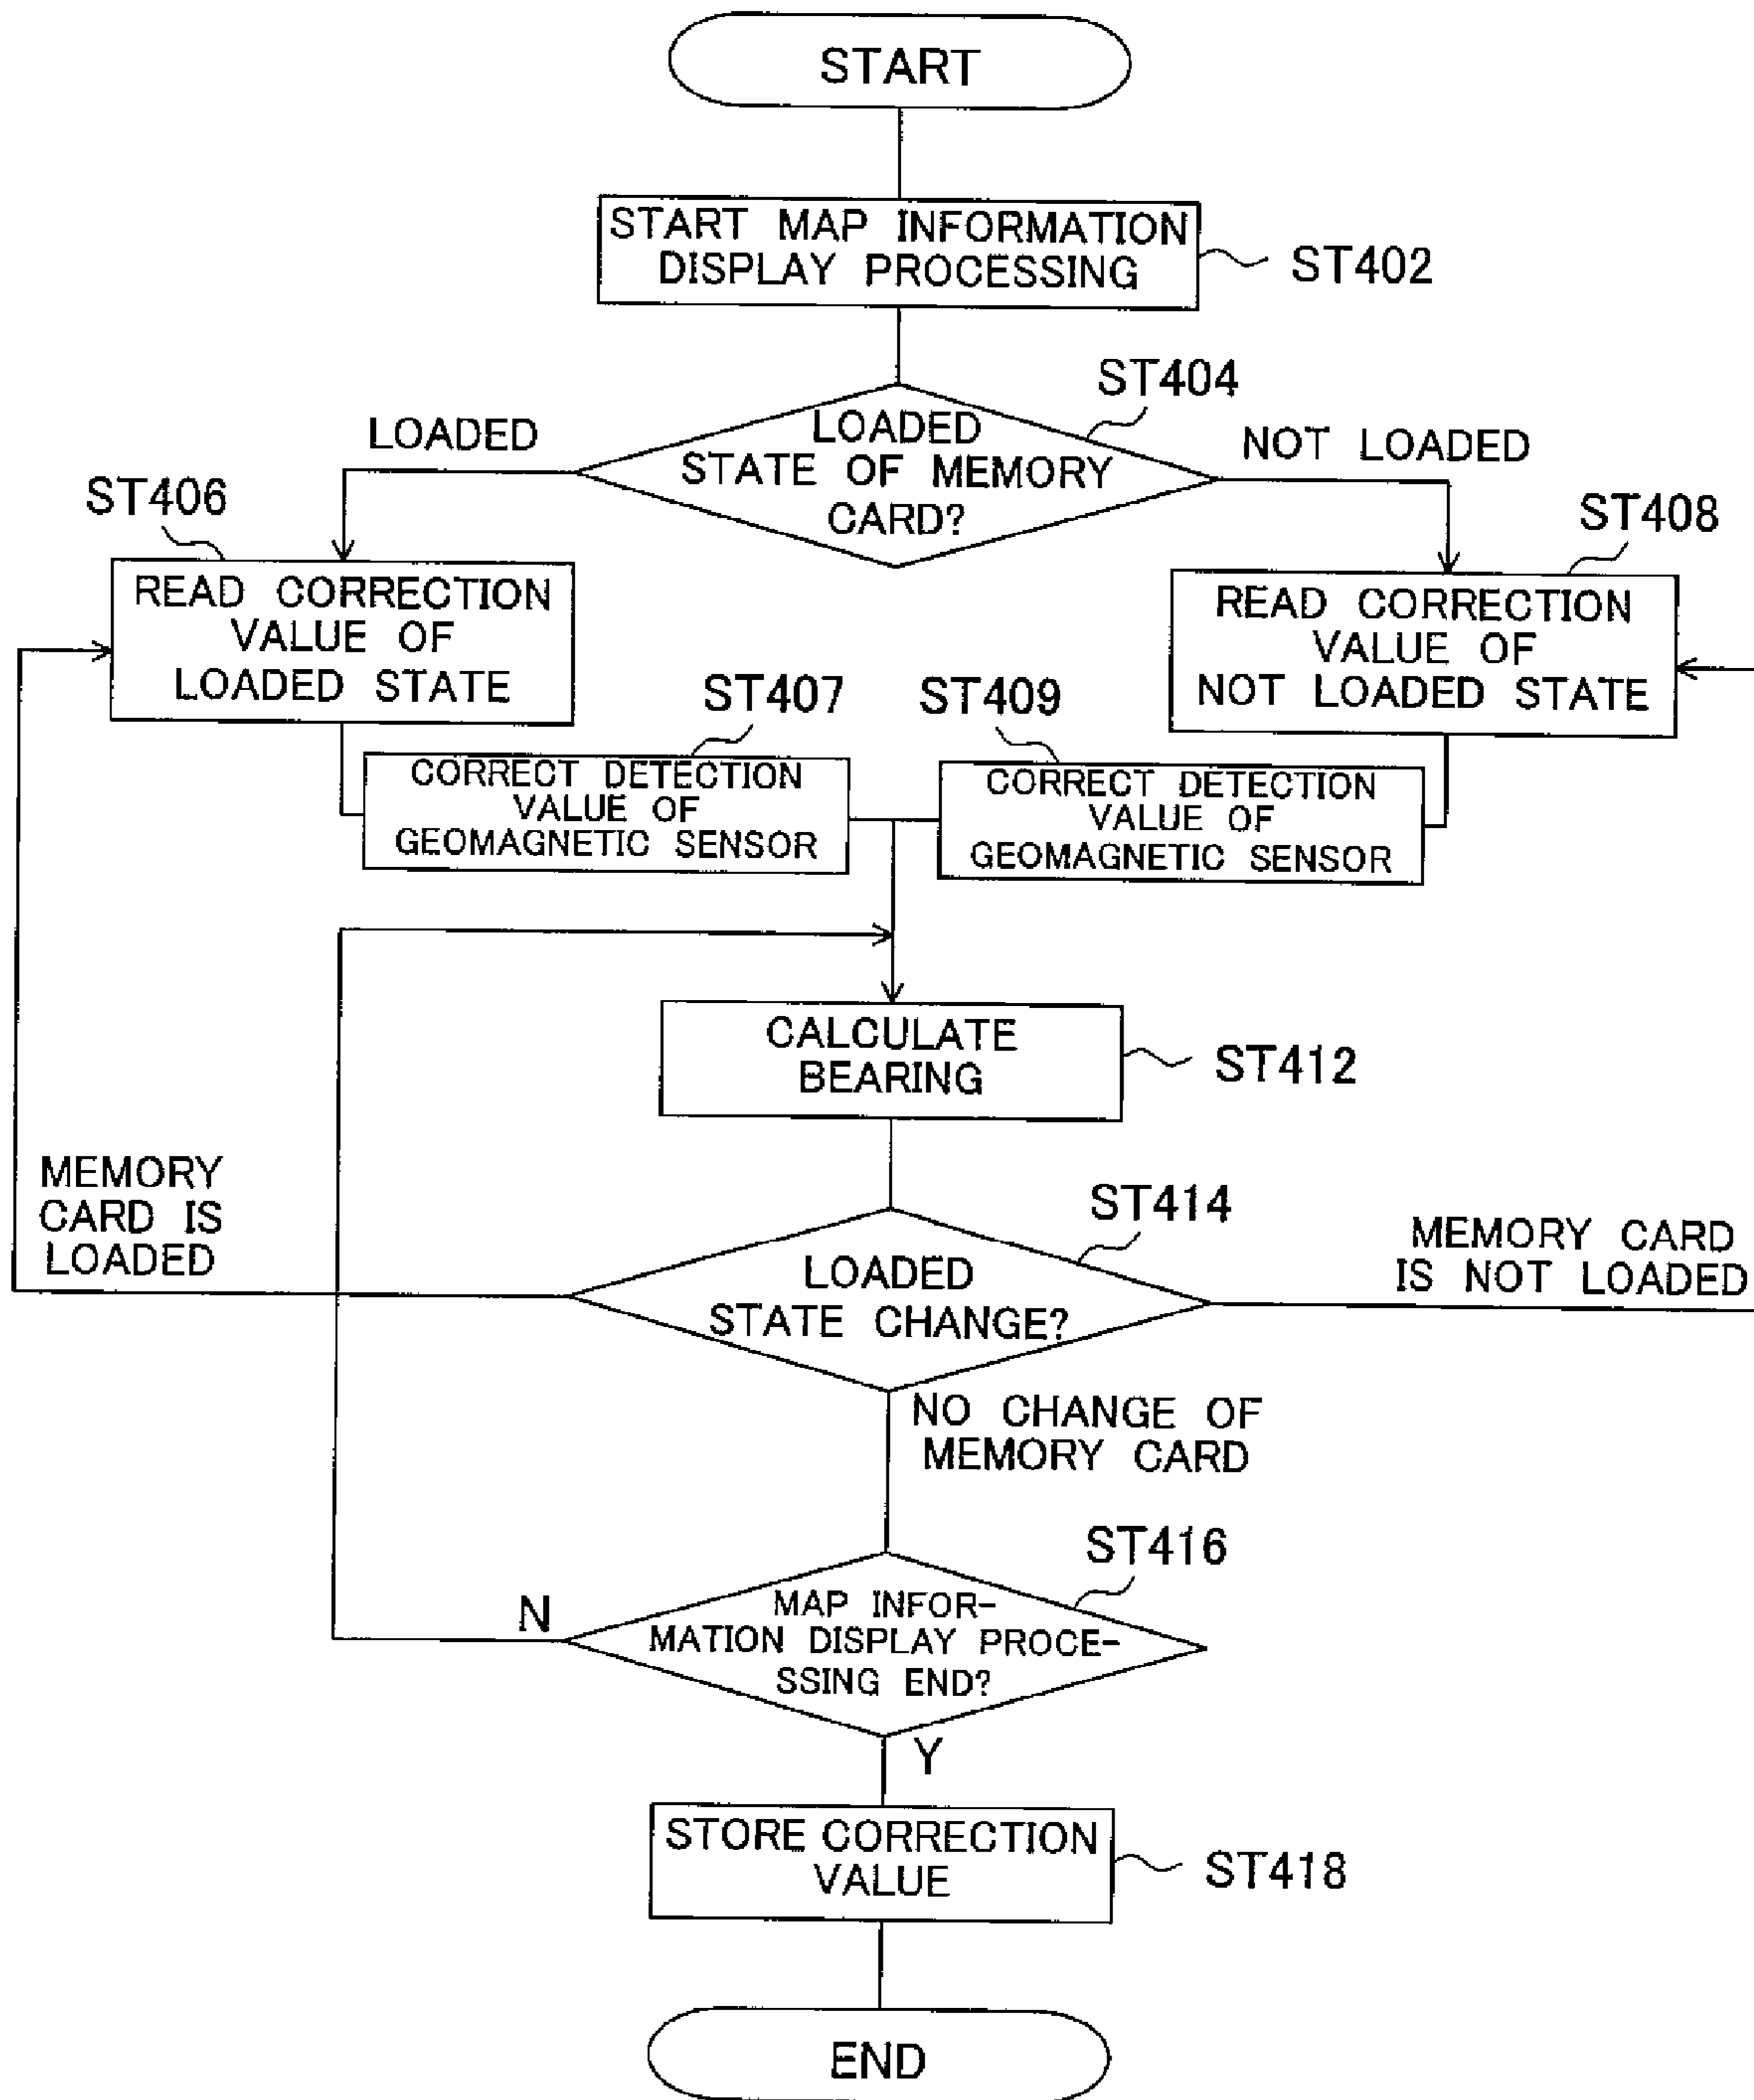 START
START MAP INFORMATION
DISPLAY PROCESSING
ST402
ST404
LOADED
LOADED
STATE OF MEMORY
CARD?
NOT LOADED
ST406
ST408
READ CORRECTION
VALUE OF
LOADED STATE
READ CORRECTION
VALUE OF
NOT LOADED STATE
ST407
ST409
CORRECT DETECTION
VALUE OF
GEOMAGNETIC SENSOR
CORRECT DETECTION
VALUE OF
GEOMAGNETIC SENSOR
CALCULATE
BEARING
ST412
MEMORY
CARD IS
LOADED
ST414
LOADED
STATE CHANGE?
MEMORY CARD
IS NOT LOADED
NO CHANGE OF
MEMORY CARD
ST416
N
MAP INFOR-
MATION DISPLAY PROCE-
SSING END?
Y
STORE CORRECTION
VALUE
ST418
END